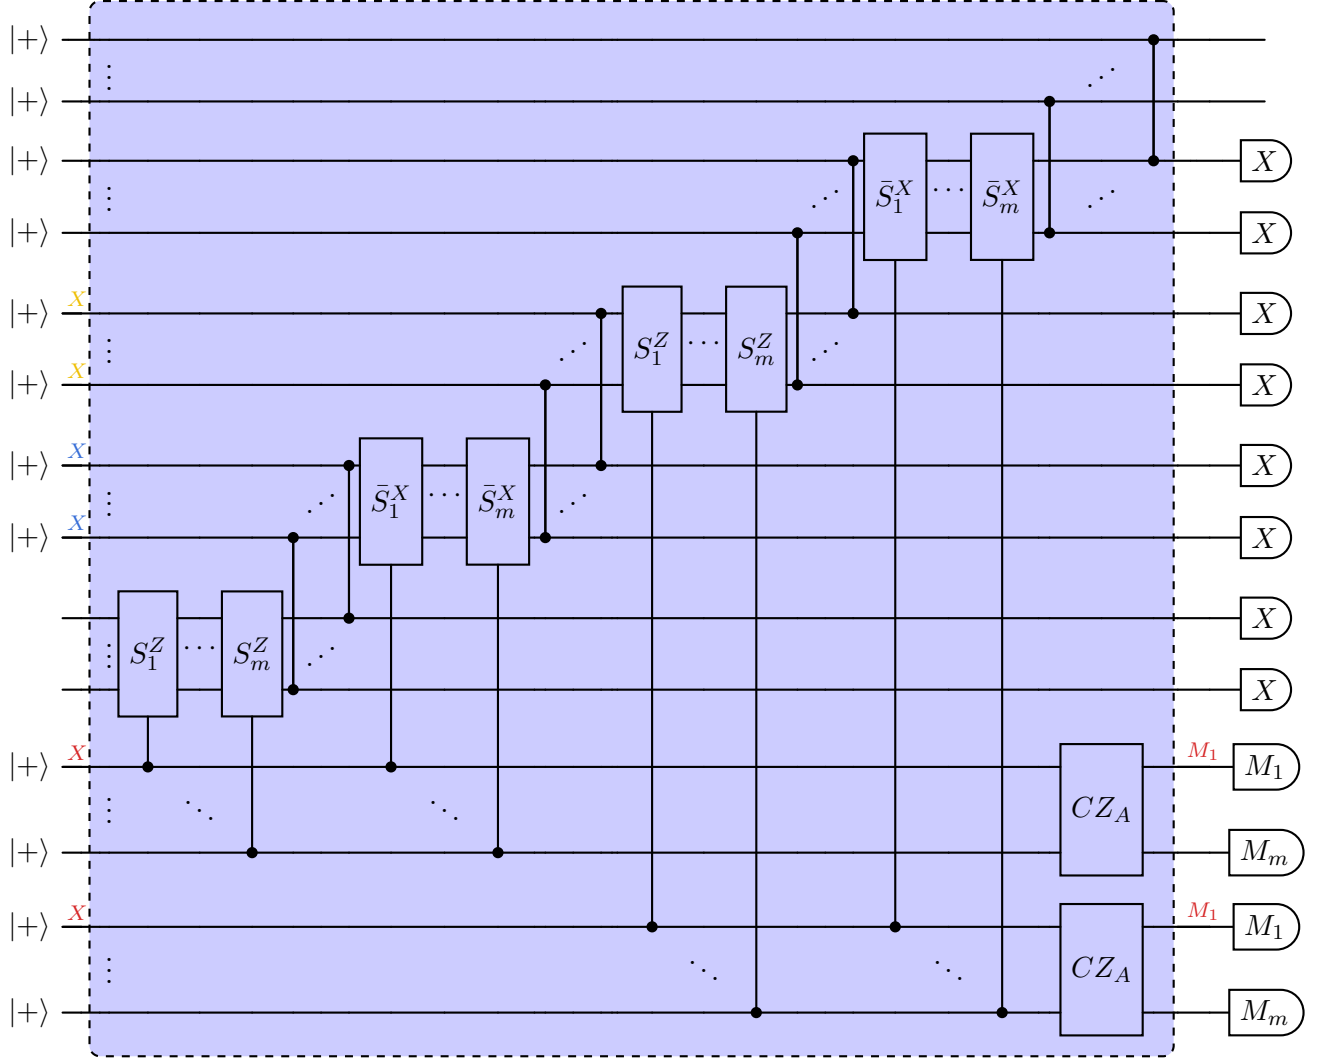 |+⟩
⋮ ⋰
|+⟩
|+⟩ X
⋮ ⋰ S̄₁ˣ ⋯ S̄ₘˣ ⋰
|+⟩ X
X |+⟩ X
⋮ ⋰ S₁ᶻ ⋯ Sₘᶻ ⋰
X |+⟩ X
X |+⟩ X
⋮ ⋰ S̄₁ˣ ⋯ S̄ₘˣ ⋰
X |+⟩ X
X
⋮ S₁ᶻ ⋯ Sₘᶻ ⋰
X
X |+⟩ M₁ M₁
⋮ ⋱ ⋱ CZ_A
|+⟩ Mₘ
X |+⟩ M₁ M₁
⋮ ⋱ ⋱ CZ_A
|+⟩ Mₘ